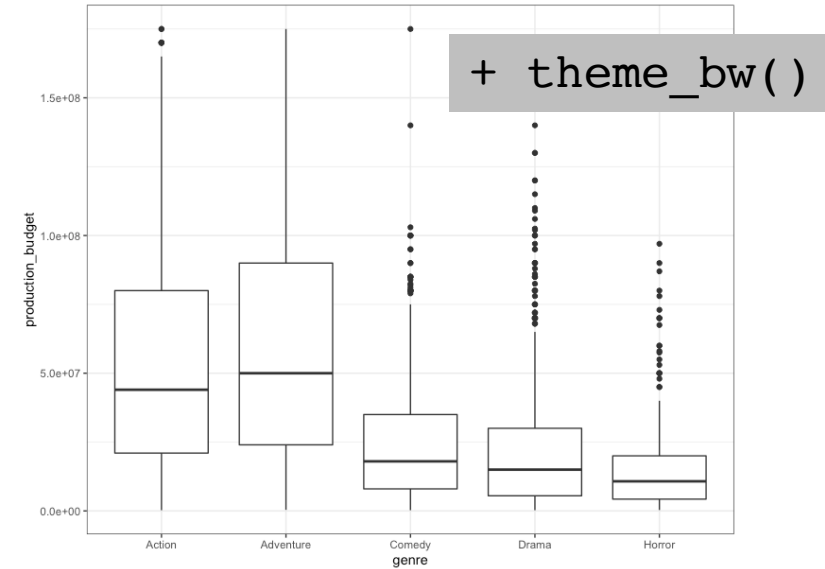 + theme_bw()
1.5e+08
1.0e+08
5.0e+07
0.0e+00
production_budget
Action Adventure Comedy Drama Horror
genre